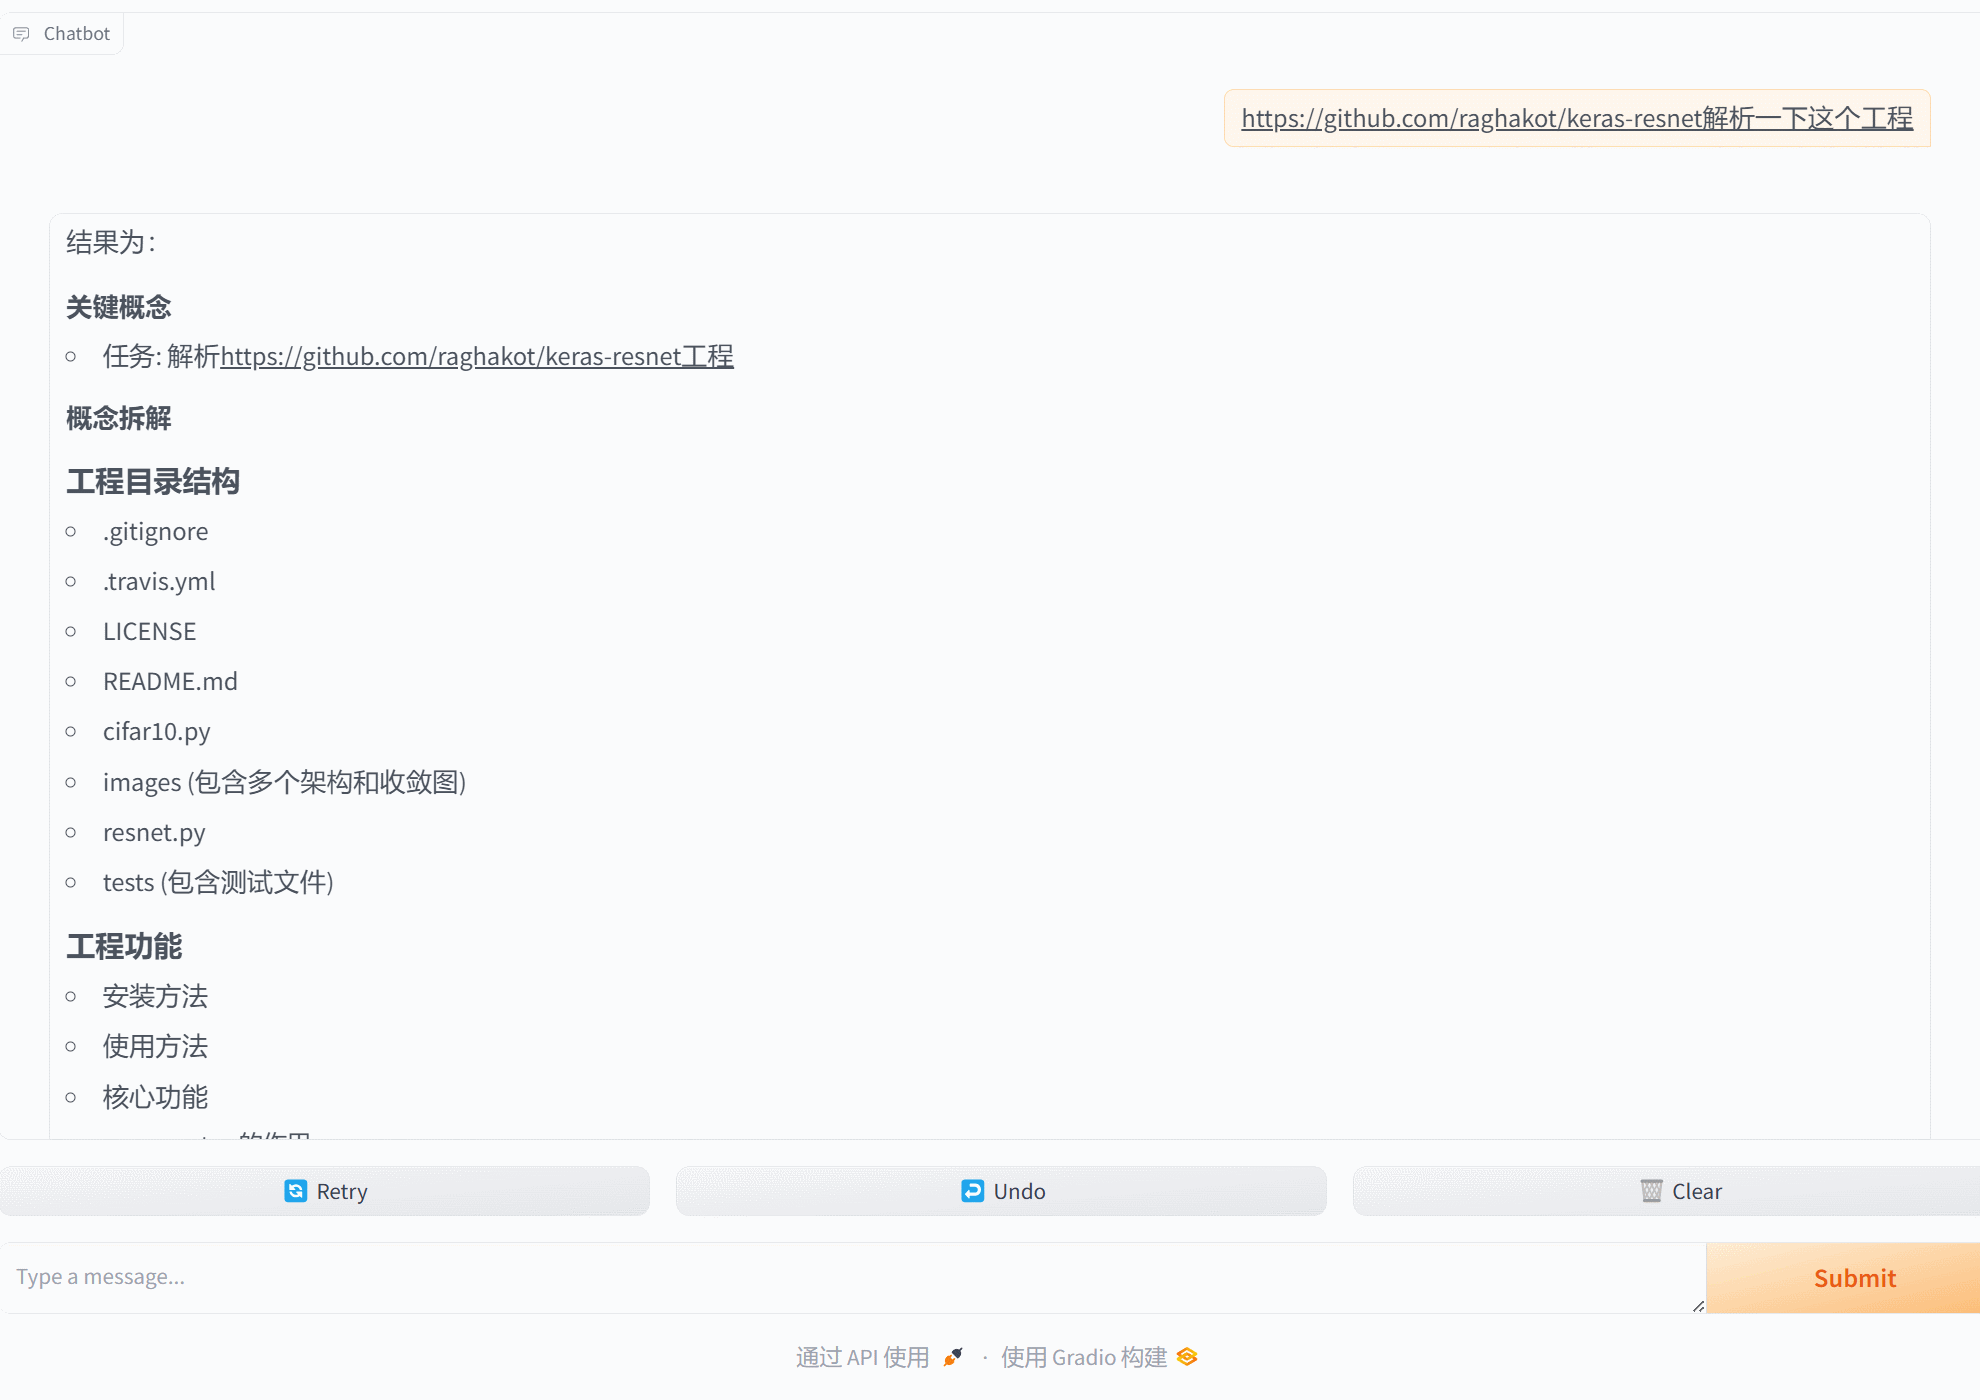 Chatbot
https://github.com/raghakot/keras-resnet解析一下这个工程
结果为:
关键概念
任务: 解析https://github.com/raghakot/keras-resnet工程
概念拆解
工程目录结构
.gitignore
.travis.yml
LICENSE
README.md
cifar10.py
images (包含多个架构和收敛图)
resnet.py
tests (包含测试文件)
工程功能
安装方法
使用方法
核心功能
的作用
Retry
Undo
Clear
Type a message...
Submit
通过 API 使用 · 使用 Gradio 构建